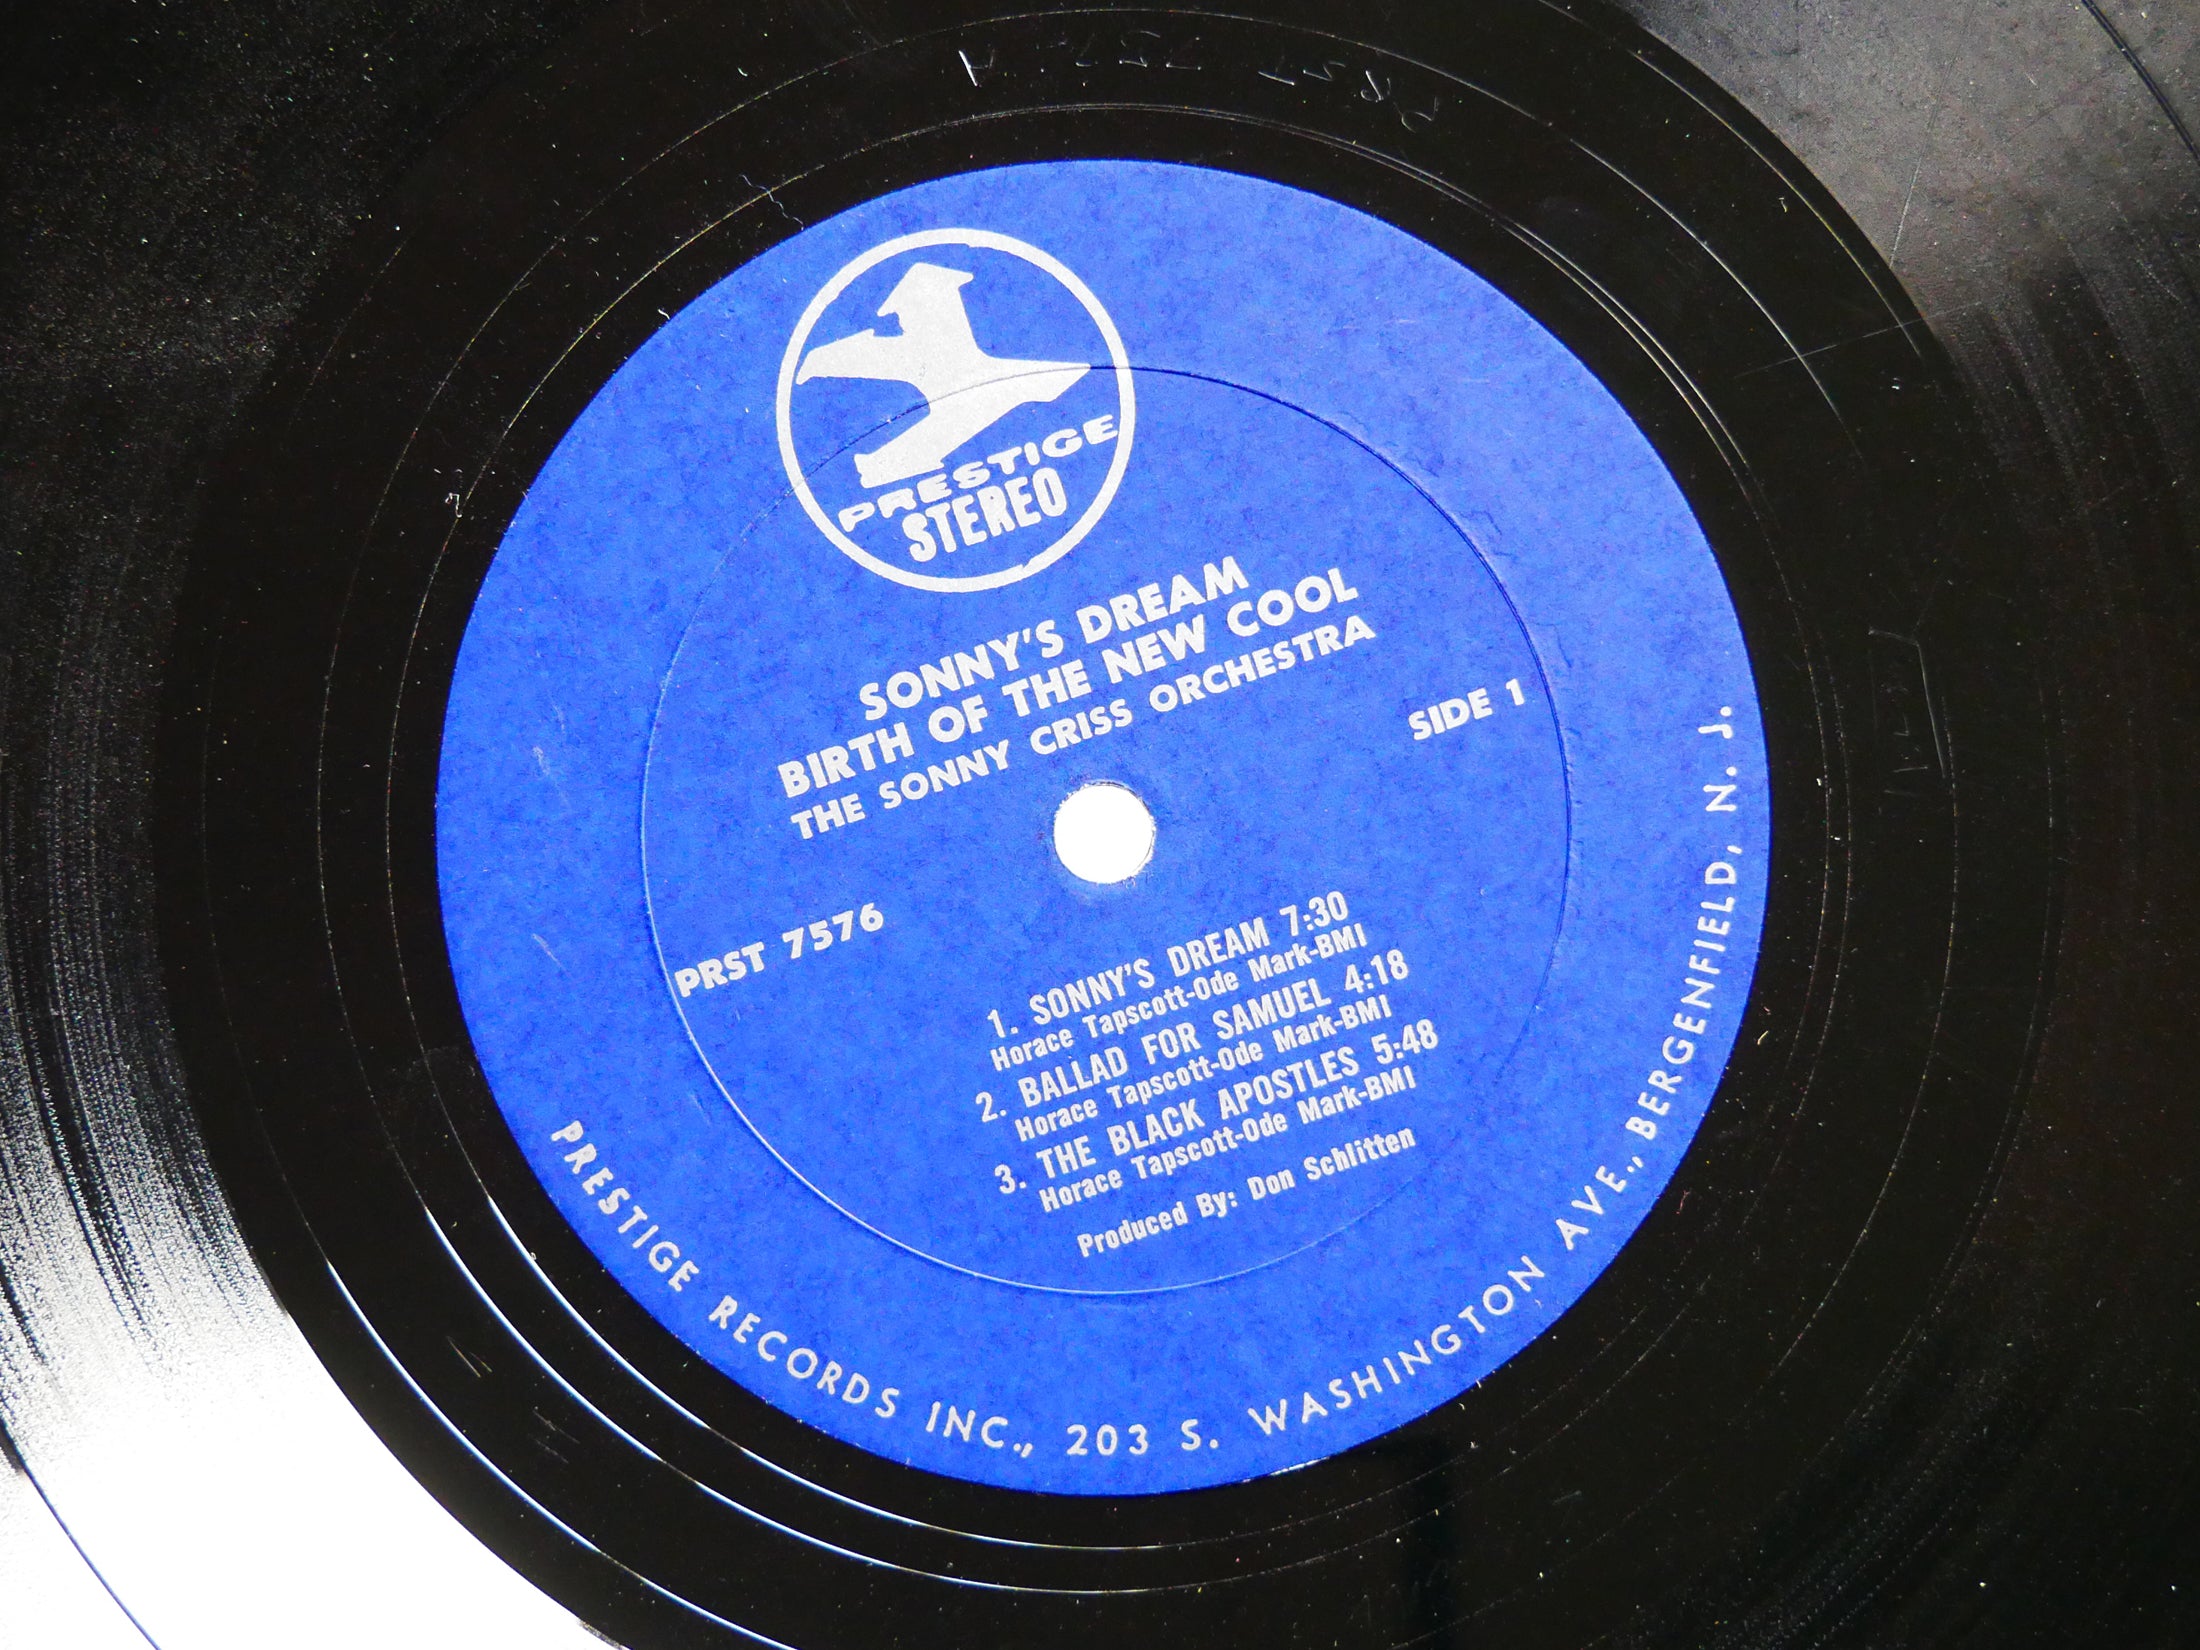 PRESTIGE
STEREO
SONNY'S DREAM
BIRTH OF THE NEW COOL
THE SONNY CRISS ORCHESTRA
SIDE 1
PRST 7576
1. SONNY'S DREAM 7:30
Horace Tapscott-Ode Mark-BMI
2. BALLAD FOR SAMUEL 4:18
Horace Tapscott-Ode Mark-BMI
3. THE BLACK APOSTLES 5:48
Horace Tapscott-Ode Mark-BMI
Produced By: Don Schlitten
PRESTIGE RECORDS INC., 203 S. WASHINGTON AVE., BERGENFIELD, N. J.